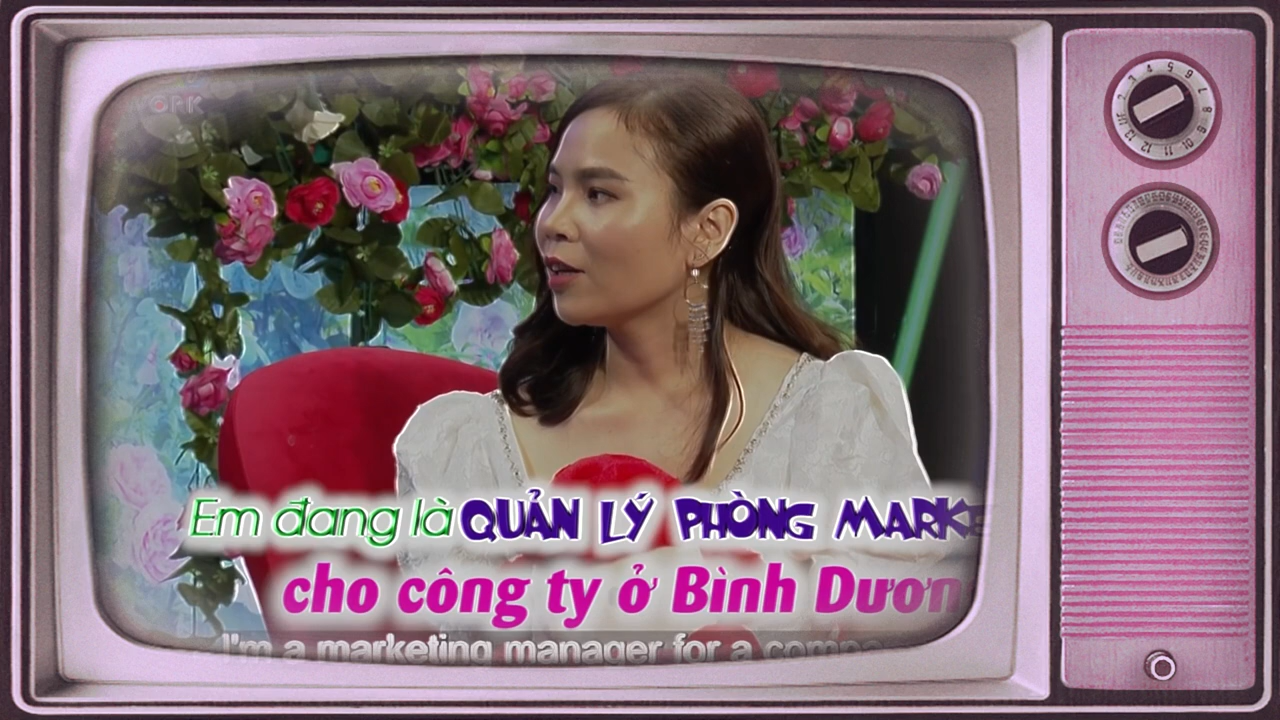 Em đang là QUẢN LÝ PHÒNG MARKE
cho công ty ở Bình Dươn
I'm a marketing manager for a compa